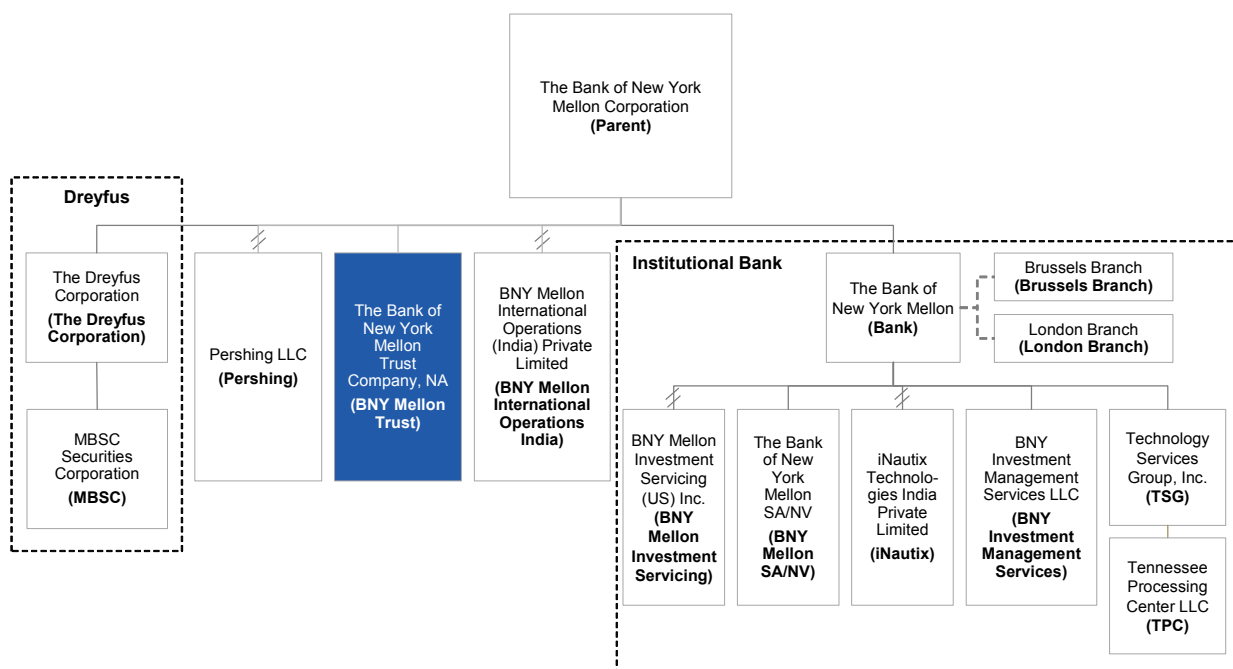 The Bank of New York
Mellon Corporation
(Parent)
Dreyfus
The Dreyfus
Corporation
(The Dreyfus
Corporation)
MBSC
Securities
Corporation
(MBSC)
Pershing LLC
(Pershing)
The Bank of
New York
Mellon
Trust
Company, NA
(BNY Mellon
Trust)
BNY Mellon
International
Operations
(India) Private
Limited
(BNY Mellon
International
Operations
India)
Institutional Bank
The Bank of
New York Mellon
(Bank)
Brussels Branch
(Brussels Branch)
London Branch
(London Branch)
BNY Mellon
Investment
Servicing
(US) Inc.
(BNY
Mellon
Investment
Servicing)
The Bank
of New
York
Mellon
SA/NV
(BNY
Mellon
SA/NV)
iNautix
Technolo-
gies India
Private
Limited
(iNautix)
BNY
Investment
Management
Services LLC
(BNY
Investment
Management
Services)
Technology
Services
Group, Inc.
(TSG)
Tennessee
Processing
Center LLC
(TPC)